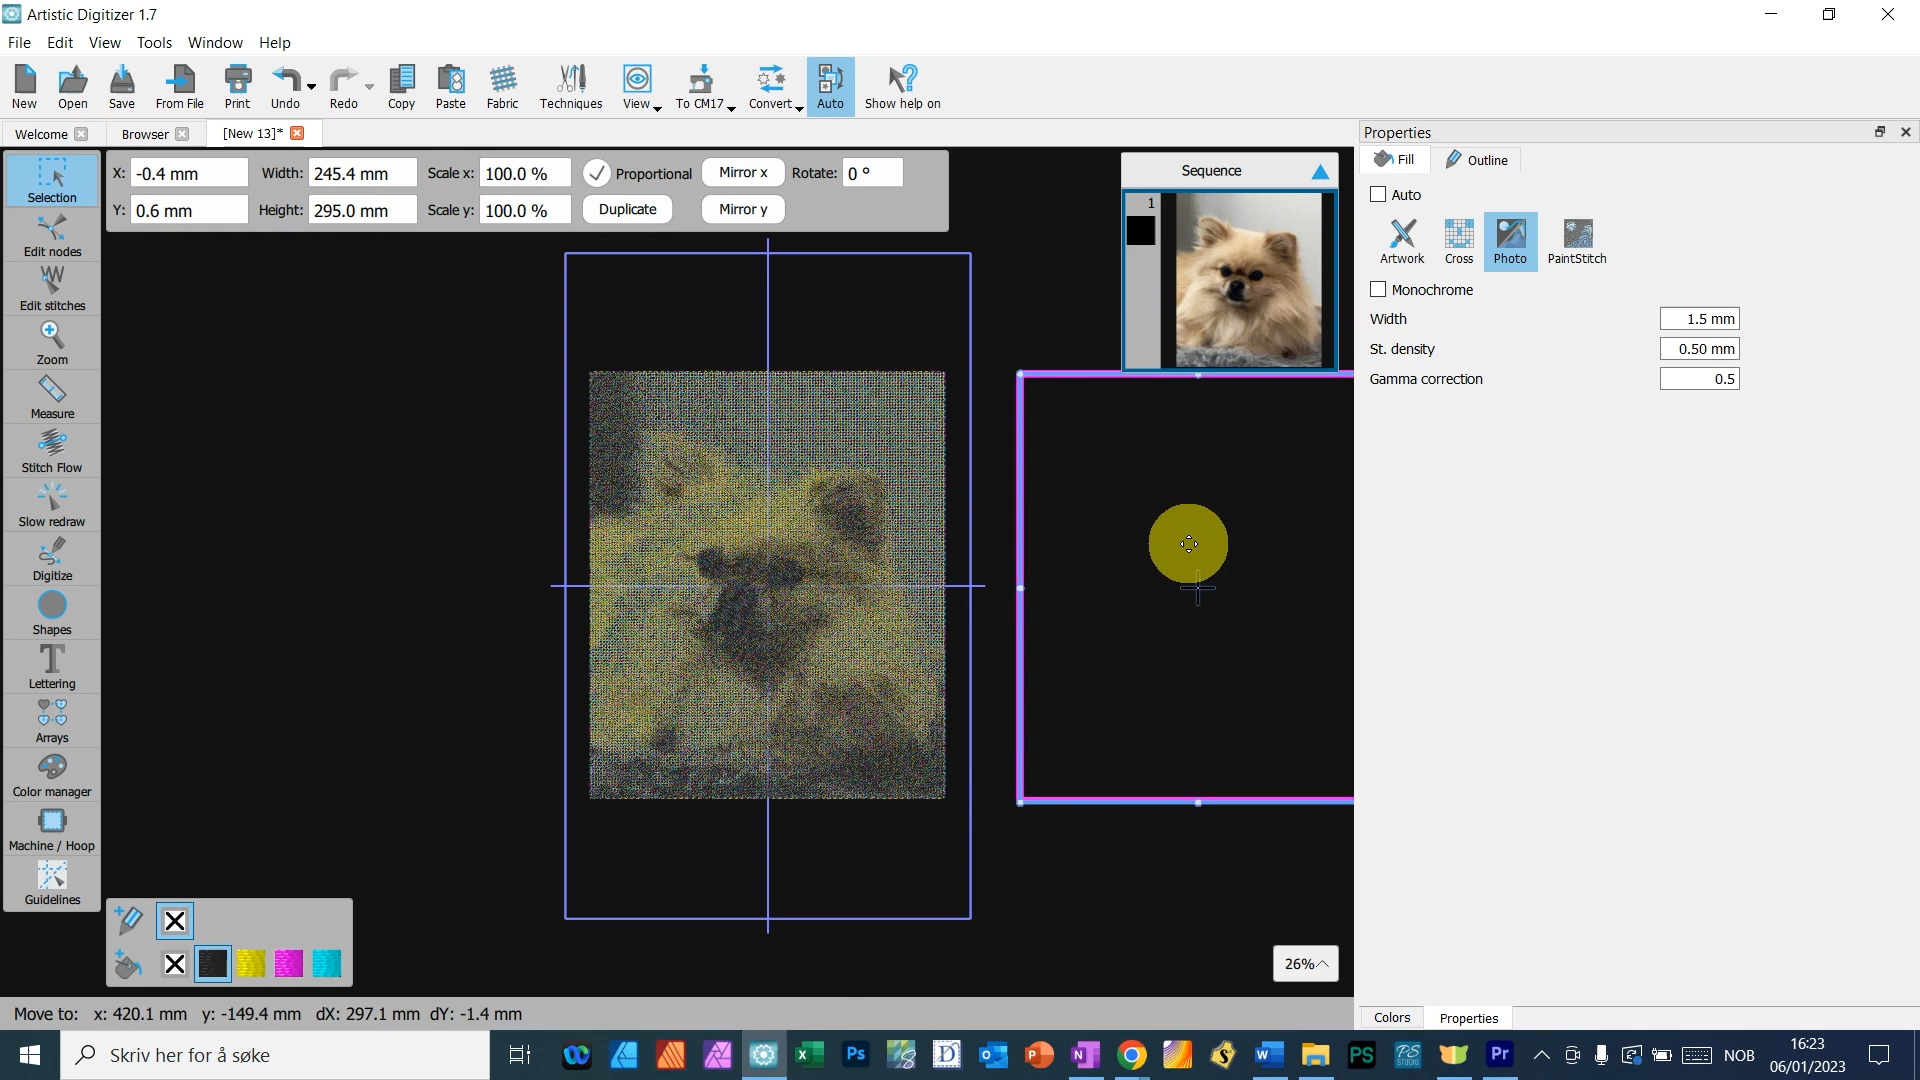 Artistic Digitizer 1.7
File Edit View Tools Window Help
New Open Save From File Print Undo Redo Copy Paste Fabric Techniques View To CM17 Convert Auto Show help on
Welcome Browser [New 13]* Properties
Fill Outline
X: -0.4 mm Width: 245.4 mm Scale x: 100.0 % Proportional Mirror x Rotate: 0 °
Y: 0.6 mm Height: 295.0 mm Scale y: 100.0 % Duplicate Mirror y
Sequence
1
Auto
Artwork Cross Photo PaintStitch
Monochrome
Width 1.5 mm
St. density 0.50 mm
Gamma correction 0.5
Selection
Edit nodes
Edit stitches
Zoom
Measure
Stitch Flow
Slow redraw
Digitize
Shapes
Lettering
Arrays
Color manager
Machine / Hoop
Guidelines
26%
Move to: x: 420.1 mm y: -149.4 mm dX: 297.1 mm dY: -1.4 mm
Colors Properties
Skriv her for å søke
NOB
16:23
06/01/2023